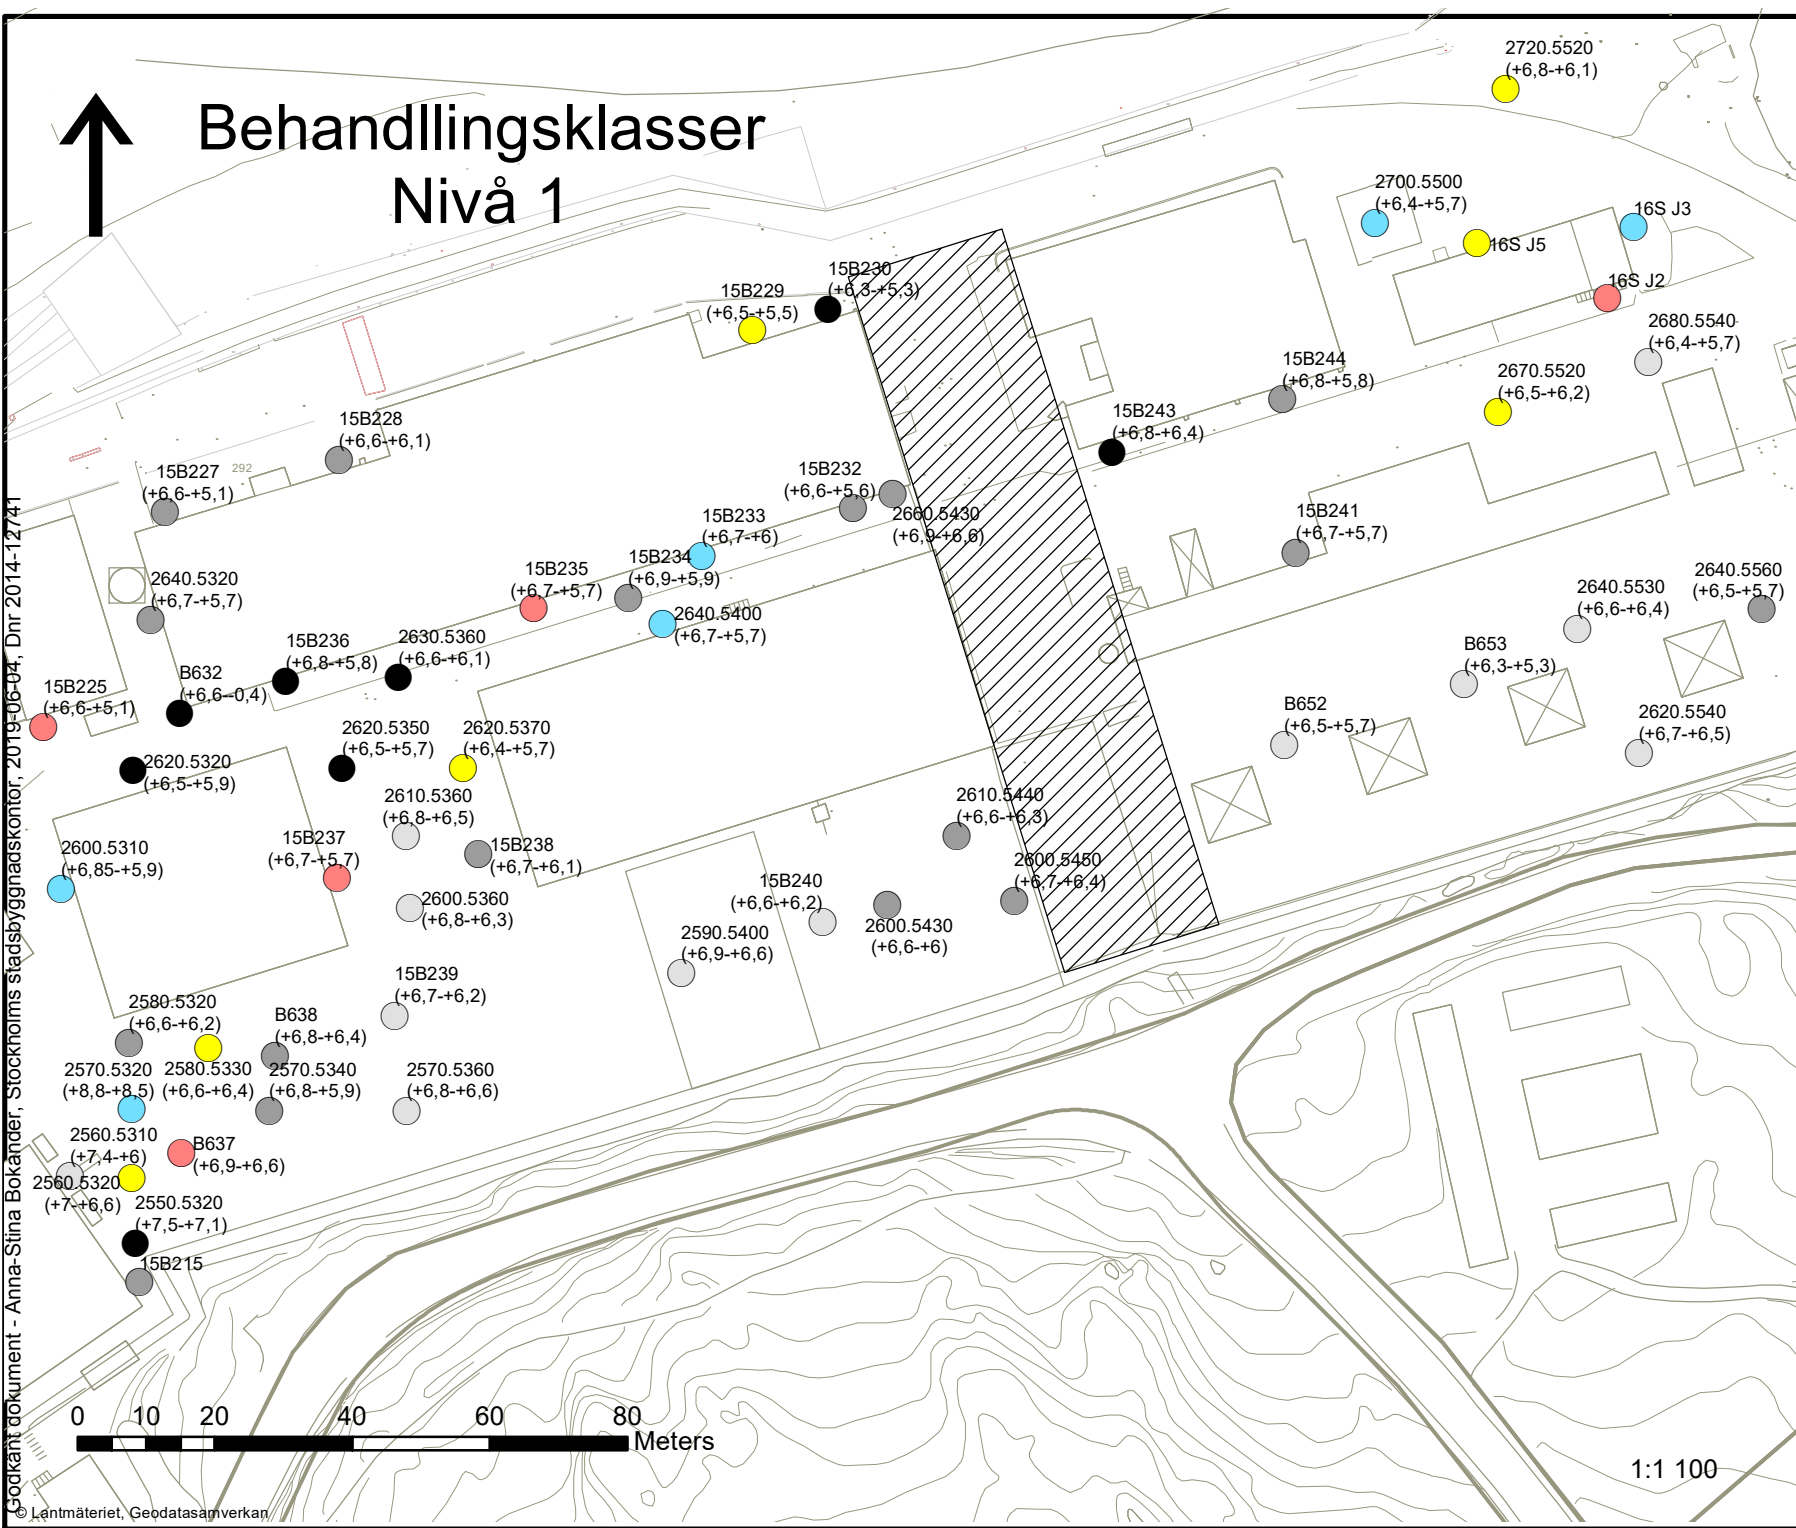 Behandllingsklasser
Nivå 1
2720.5520
(+6,8-+6,1)
2700.5500
(+6,4-+5,7)
16S J3
16S J5
16S J2
15B230
(+6,3-+5,3)
15B229
(+6,5-+5,5)
2680.5540
(+6,4-+5,7)
15B244
(+6,8-+5,8)
2670.5520
(+6,5-+6,2)
15B243
(+6,8-+6,4)
15B228
(+6,6-+6,1)
15B227
(+6,6-+5,1)
292
15B232
(+6,6-+5,6)
2660.5430
(+6,9-+6,6)
15B233
(+6,7-+6)
15B241
(+6,7-+5,7)
15B234
(+6,9-+5,9)
15B235
(+6,7-+5,7)
2640.5320
(+6,7-+5,7)
2640.5400
(+6,7-+5,7)
2640.5530
(+6,6-+6,4)
2640.5560
(+6,5-+5,7)
15B236
(+6,8-+5,8)
2630.5360
(+6,6-+6,1)
B653
(+6,3-+5,3)
B632
(+6,6--0,4)
15B225
(+6,6-+5,1)
B652
(+6,5-+5,7)
2620.5540
(+6,7-+6,5)
2620.5350
(+6,5-+5,7)
2620.5370
(+6,4-+5,7)
2620.5320
(+6,5-+5,9)
2610.5360
(+6,8-+6,5)
2610.5440
(+6,6-+6,3)
15B237
(+6,7-+5,7)
15B238
(+6,7-+6,1)
2600.5310
(+6,85-+5,9)
2600.5450
(+6,7-+6,4)
15B240
(+6,6-+6,2)
2600.5360
(+6,8-+6,3)
2600.5430
(+6,6-+6)
2590.5400
(+6,9-+6,6)
15B239
(+6,7-+6,2)
2580.5320
(+6,6-+6,2)
B638
(+6,8-+6,4)
2570.5320
(+8,8-+8,5)
2580.5330
(+6,6-+6,4)
2570.5340
(+6,8-+5,9)
2570.5360
(+6,8-+6,6)
2560.5310
(+7,4-+6)
B637
(+6,9-+6,6)
2560.5320
(+7-+6,6)
2550.5320
(+7,5-+7,1)
15B215
0 10 20 40 60 80
Meters
1:1 100
© Lantmäteriet, Geodatasamverkan
Godkänt dokument - Anna-Stina Bokander, Stockholms stadsbyggnadskontor, 2019-06-04, Dnr 2014-12741